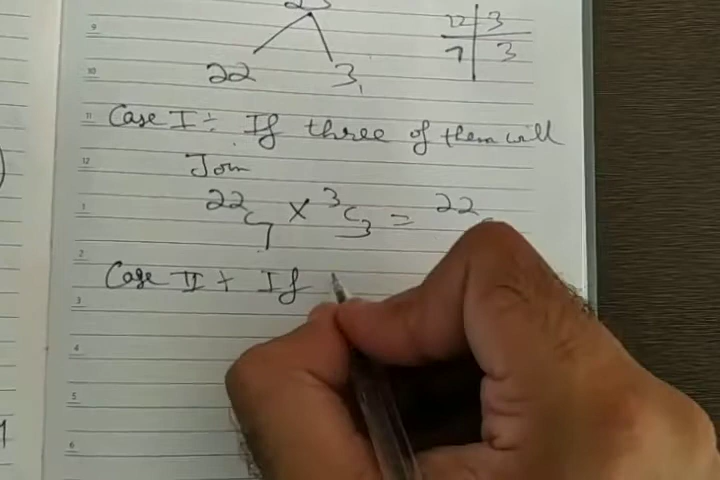 22 3
7 3
22 3
Case I ÷ If three of them will
Join
22C7 × 3C3 = 22
Case II + If